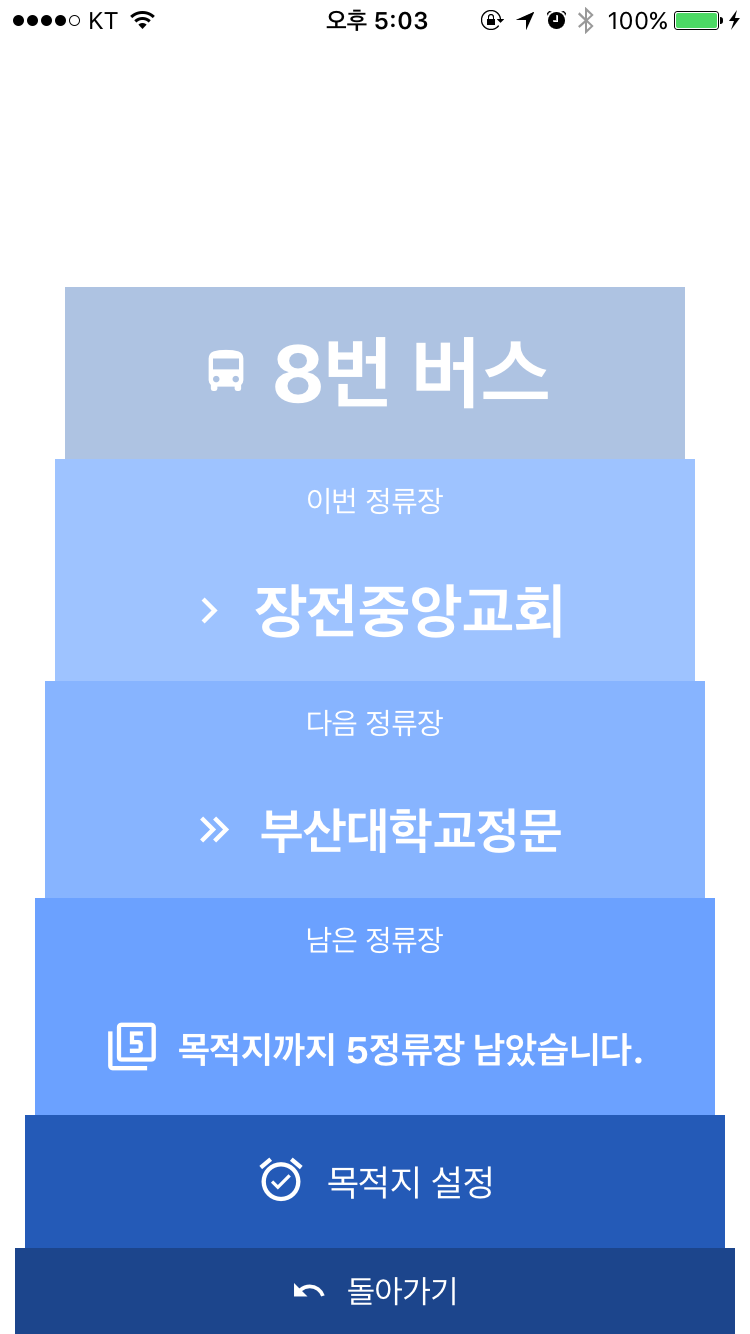 KT 오후 5:03 100%
8번 버스
이번 정류장
장전중앙교회
다음 정류장
부산대학교정문
남은 정류장
5 목적지까지 5정류장 남았습니다.
목적지 설정
돌아가기